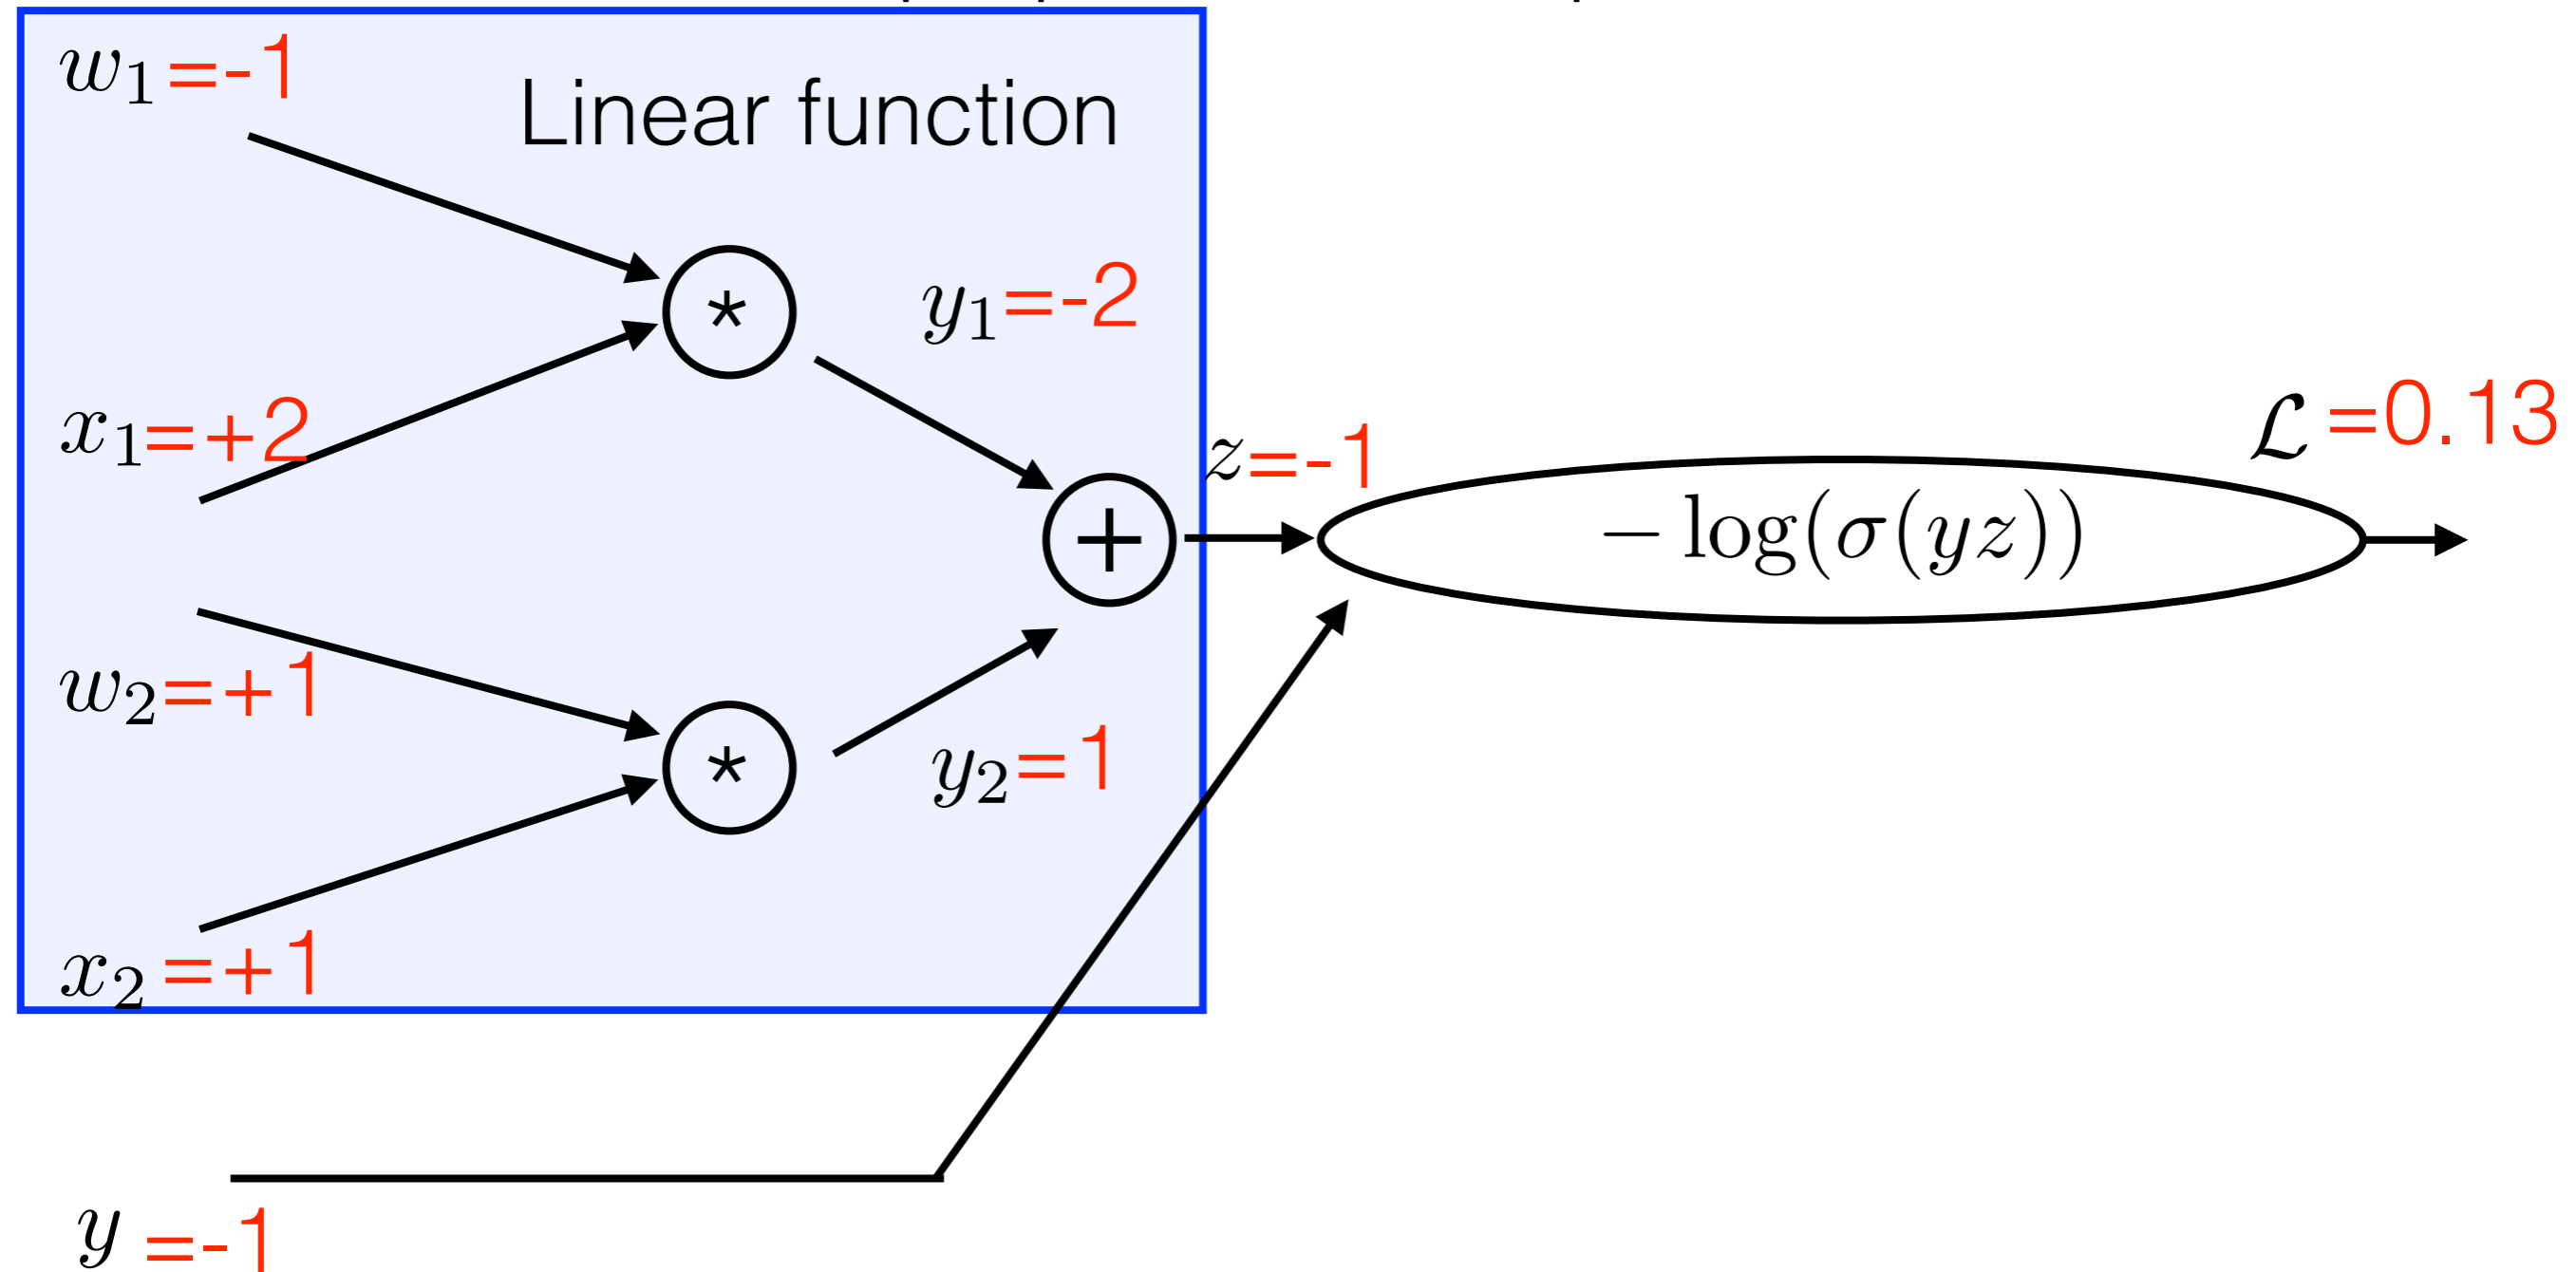 w₁=-1
Linear function
*
y₁=-2
x₁=+2
z=-1
ℒ =0.13
+
− log(σ(yz))
w₂=+1
*
y₂=1
x₂ =+1
y =-1